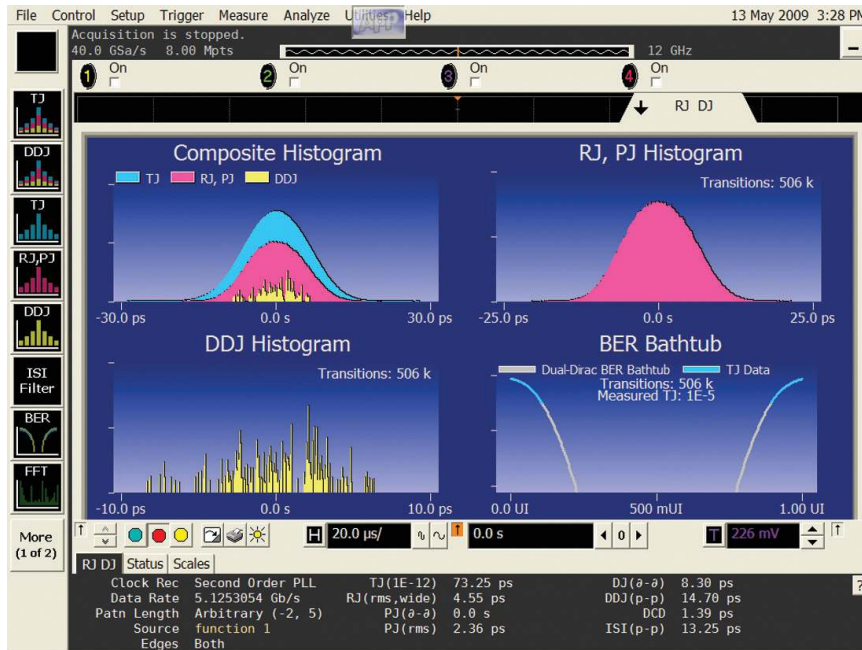 File Control Setup Trigger Measure Analyze Utilities Help 13 May 2009 3:28 PM
Acquisition is stopped.
40.0 GSa/s 8.00 Mpts 12 GHz
1 On 2 On 3 On 4 On
RJ DJ
TJ
DDJ
TJ
RJ,PJ
DDJ
ISI
Filter
BER
FFT
More
(1 of 2)
Composite Histogram
TJ RJ, PJ DDJ
-30.0 ps 0.0 s 30.0 ps
RJ, PJ Histogram
Transitions: 506 k
-25.0 ps 0.0 s 25.0 ps
DDJ Histogram
Transitions: 506 k
-10.0 ps 0.0 s 10.0 ps
BER Bathtub
Dual-Dirac BER Bathtub TJ Data
Transitions: 506 k
Measured TJ: 1E-5
0.0 UI 500 mUI 1.00 UI
H 20.0 µs/ 0.0 s 0 T 226 mV
RJ DJ Status Scales
Clock Rec Second Order PLL TJ(1E-12) 73.25 ps DJ(∂-∂) 8.30 ps
Data Rate 5.1253054 Gb/s RJ(rms,wide) 4.55 ps DDJ(p-p) 14.70 ps
Patn Length Arbitrary (-2, 5) PJ(∂-∂) 0.0 s DCD 1.39 ps
Source function 1 PJ(rms) 2.36 ps ISI(p-p) 13.25 ps
Edges Both
?